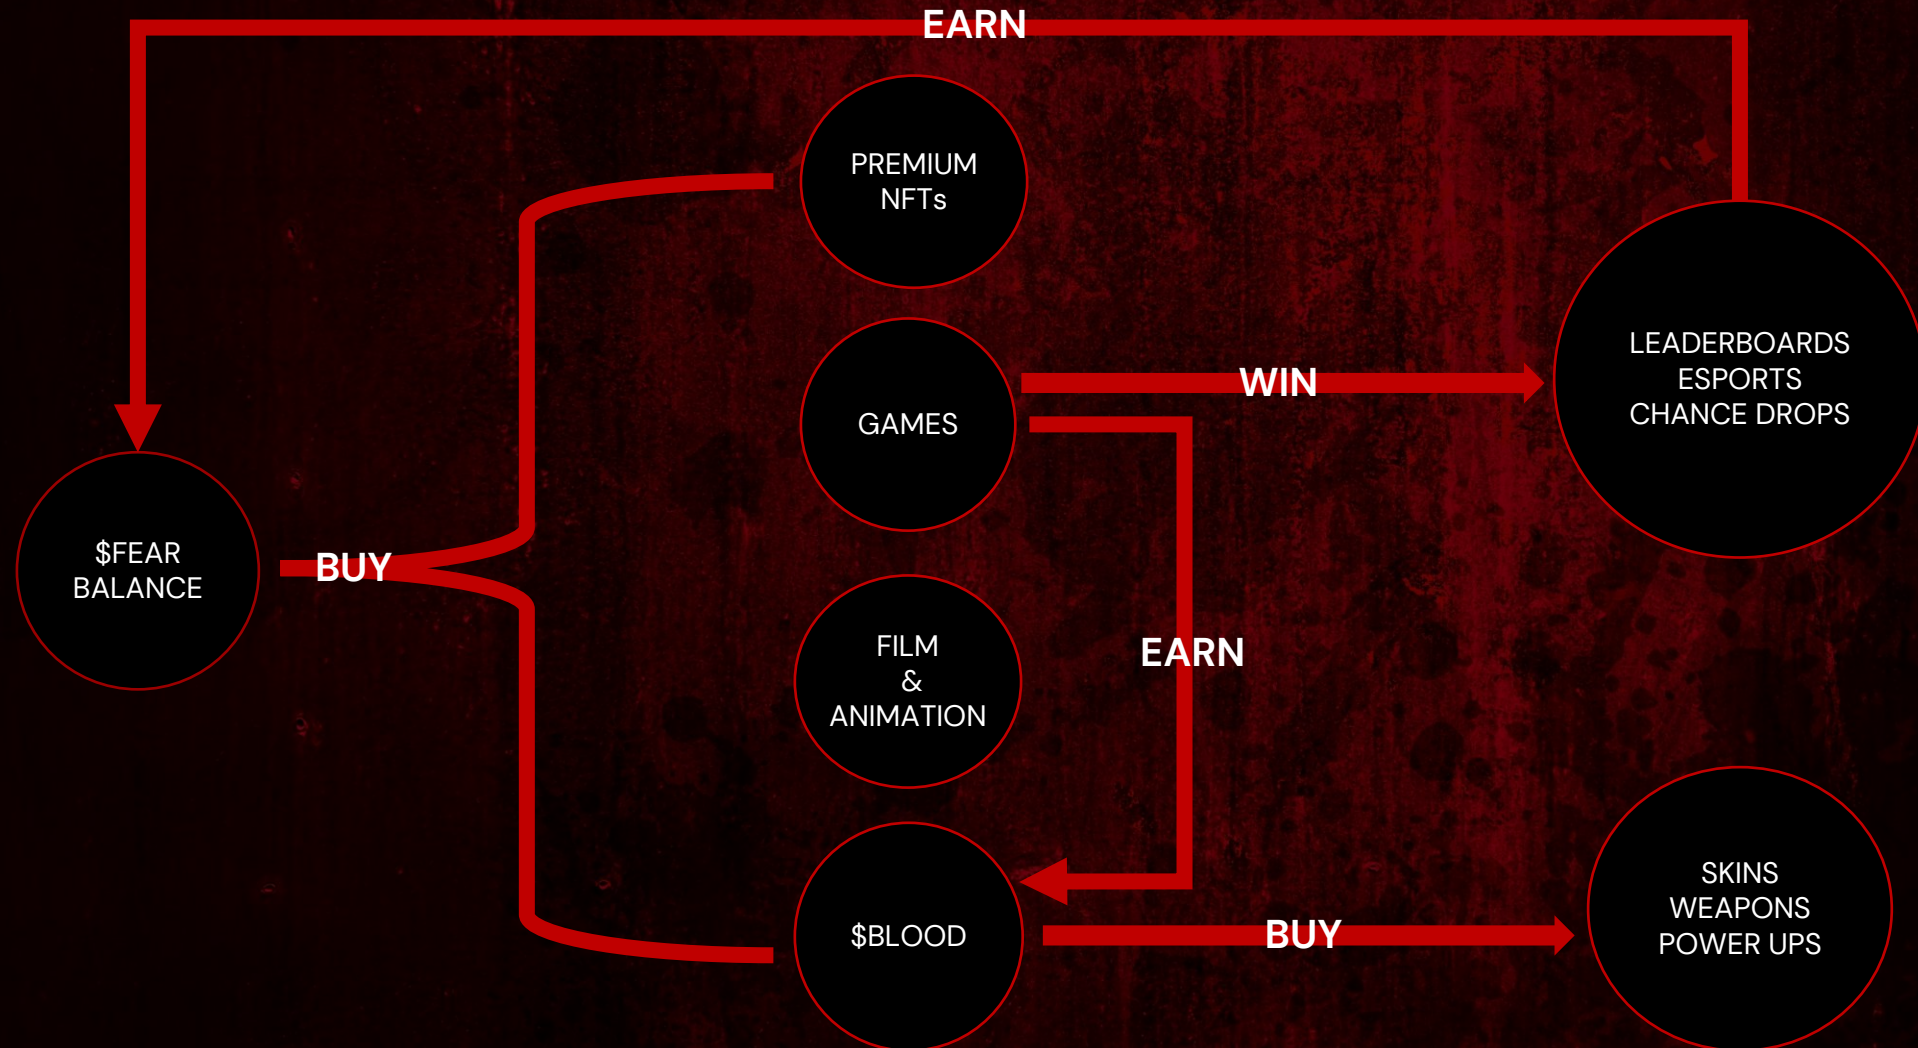 EARN
PREMIUM
NFTs
LEADERBOARDS
ESPORTS
CHANCE DROPS
WIN
GAMES
$FEAR
BALANCE
BUY
FILM
&
ANIMATION
EARN
$BLOOD
BUY
SKINS
WEAPONS
POWER UPS